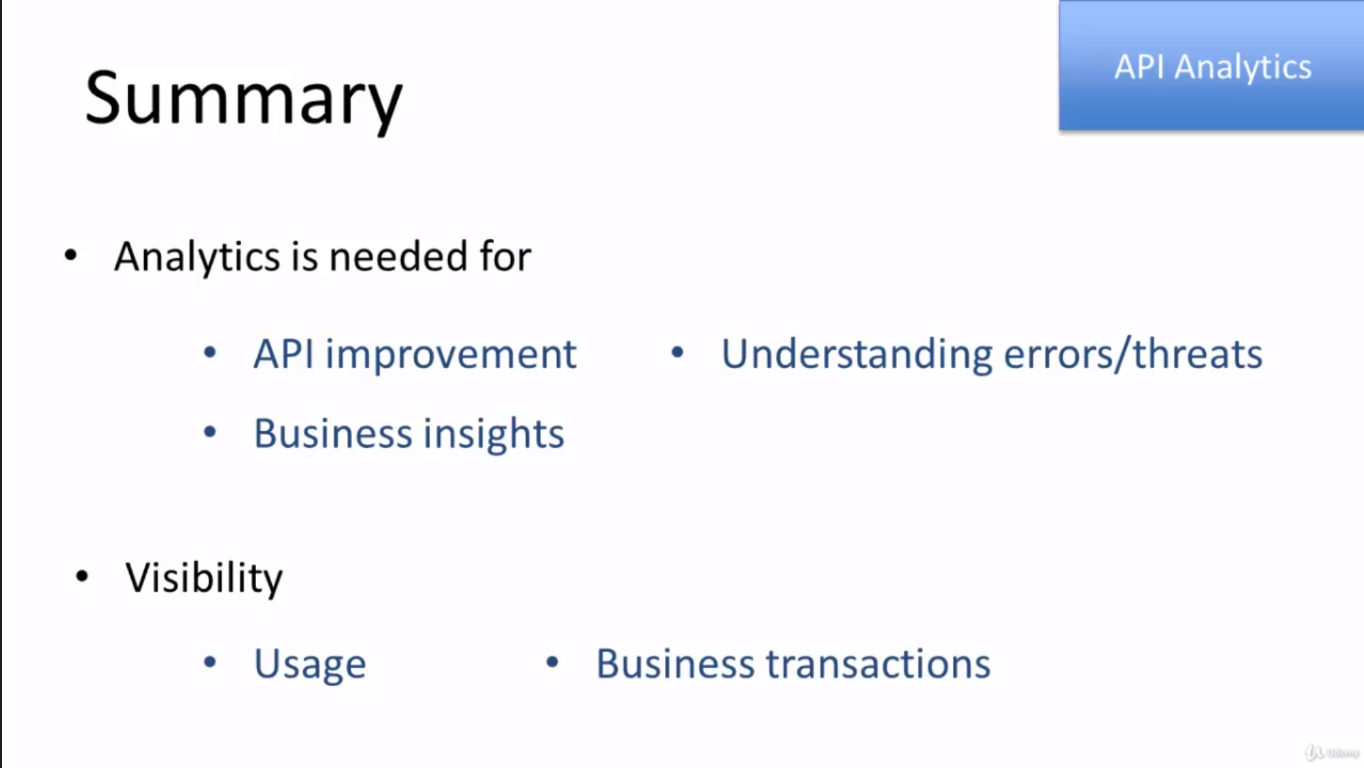 API Analytics
Summary
• Analytics is needed for
• API improvement • Understanding errors/threats
• Business insights
• Visibility
• Usage • Business transactions
Udemy